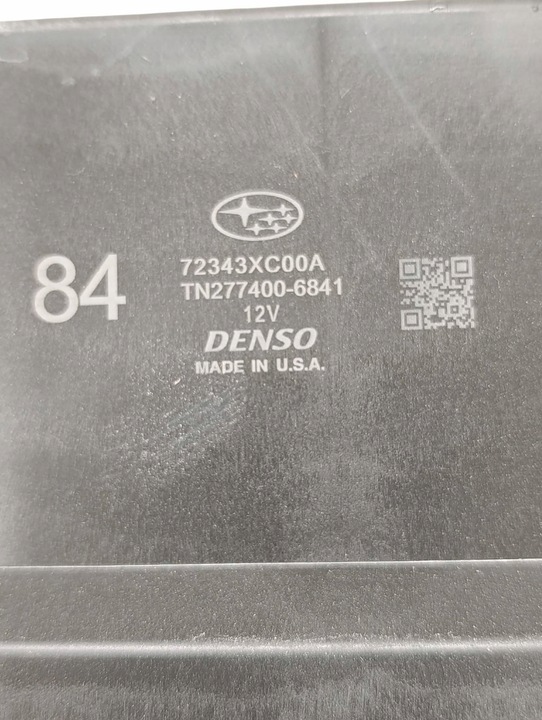 84
72343XC00A
TN277400-6841
12V
DENSO
MADE IN U.S.A.